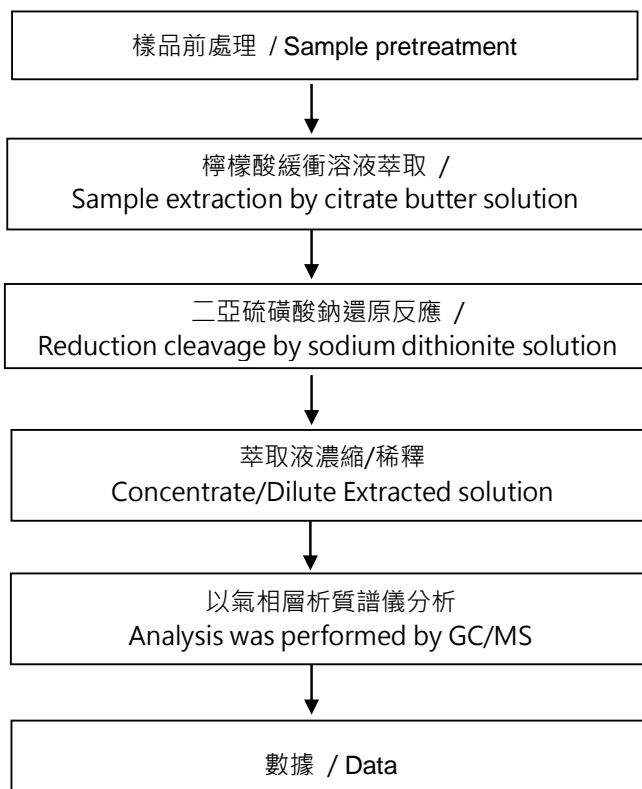 樣品前處理 / Sample pretreatment
檸檬酸緩衝溶液萃取 /
Sample extraction by citrate butter solution
二亞硫磺酸鈉還原反應 /
Reduction cleavage by sodium dithionite solution
萃取液濃縮/稀釋
Concentrate/Dilute Extracted solution
以氣相層析質譜儀分析
Analysis was performed by GC/MS
數據 / Data